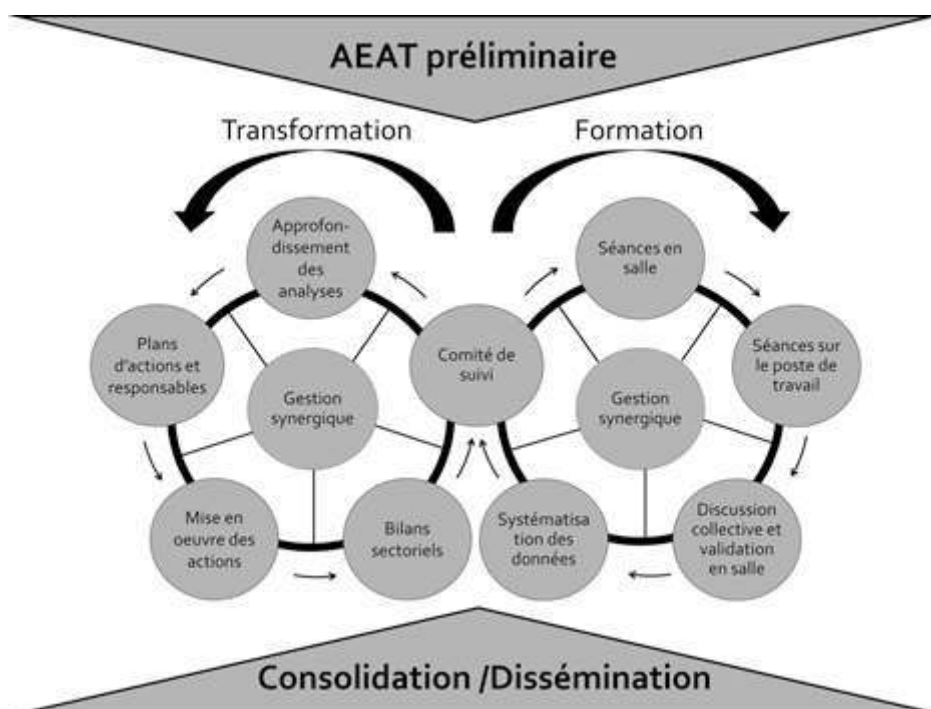 AEAT préliminaire
Transformation
Formation
Approfon-
dissement
des
analyses
Séances en
salle
Plans
d'actions et
responsables
Comité de
suivi
Séances sur
le poste de
travail
Gestion
synergique
Gestion
synergique
Mise en
oeuvre des
actions
Bilans
sectoriels
Systématisa
tion des
données
Discussion
collective et
validation
en salle
Consolidation /Dissémination